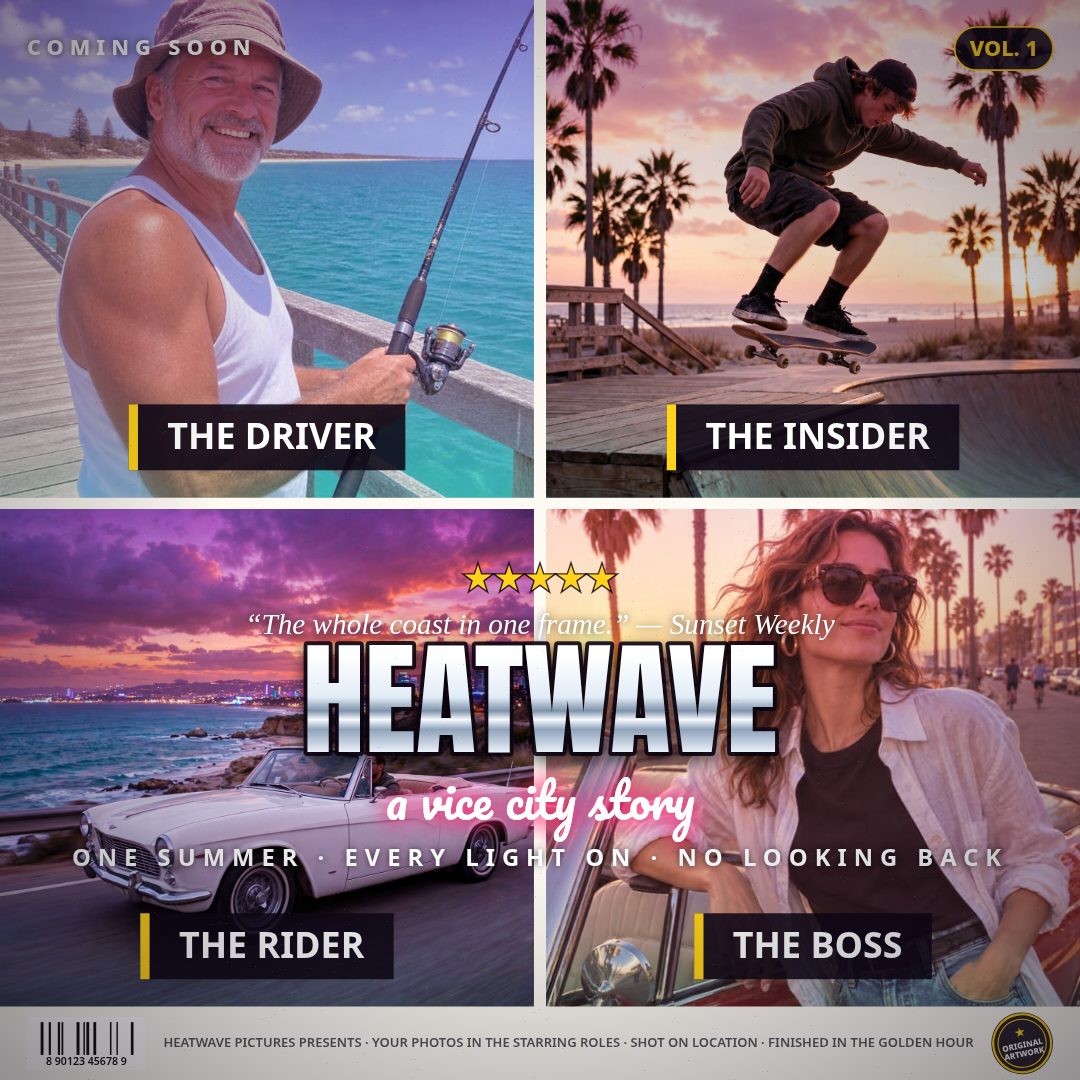 COMING SOON
VOL. 1
THE DRIVER
THE INSIDER
“The whole coast in one frame.” — Sunset Weekly
HEATWAVE
a vice city story
ONE SUMMER · EVERY LIGHT ON · NO LOOKING BACK
THE RIDER
THE BOSS
8 90123 45678 9
HEATWAVE PICTURES PRESENTS · YOUR PHOTOS IN THE STARRING ROLES · SHOT ON LOCATION · FINISHED IN THE GOLDEN HOUR
ORIGINAL
ARTWORK